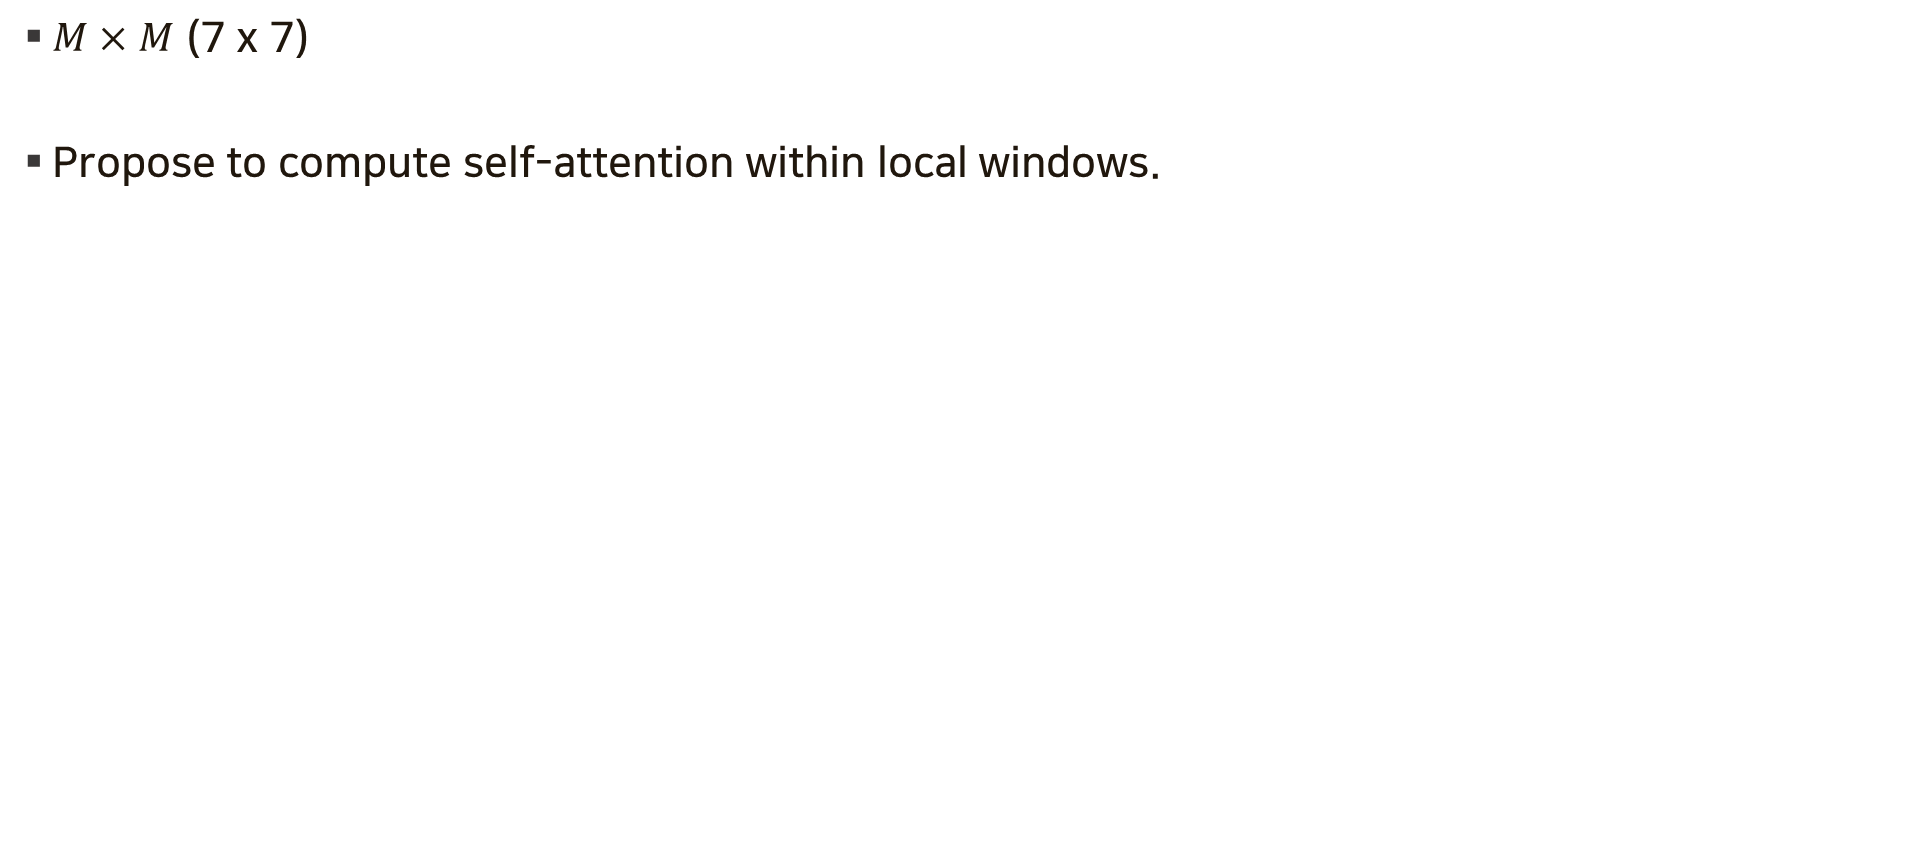 ▪ M × M (7 x 7)
▪ Propose to compute self-attention within local windows.